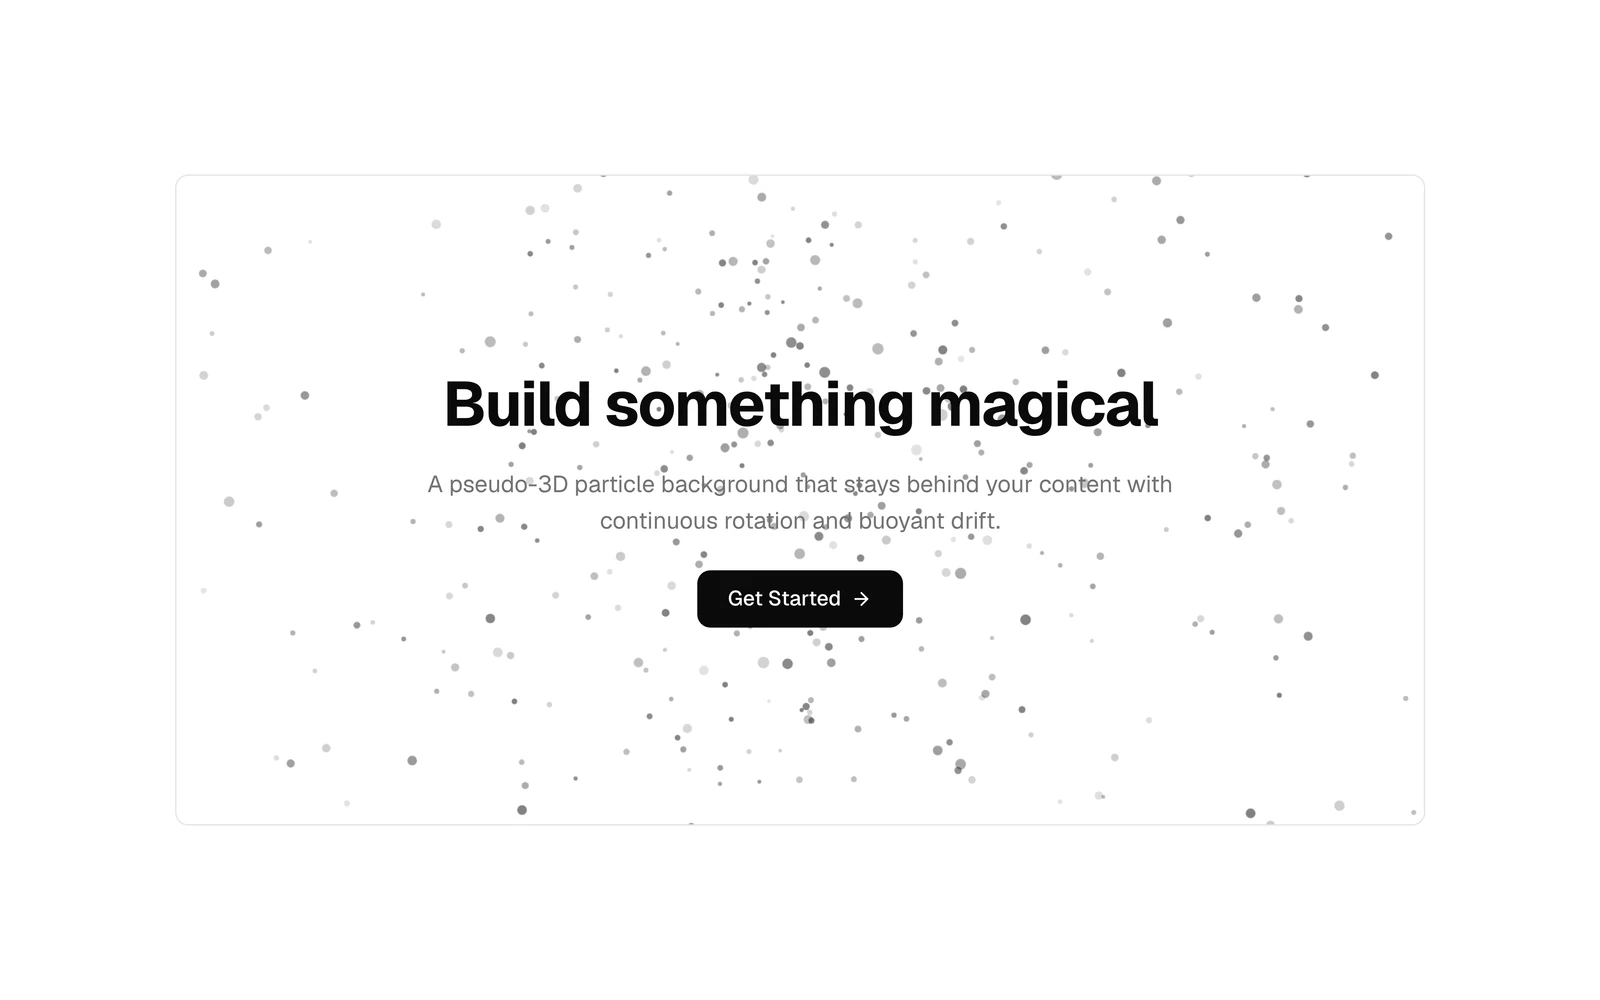 Build something magical
A pseudo-3D particle background that stays behind your content with
continuous rotation and buoyant drift.
Get Started →